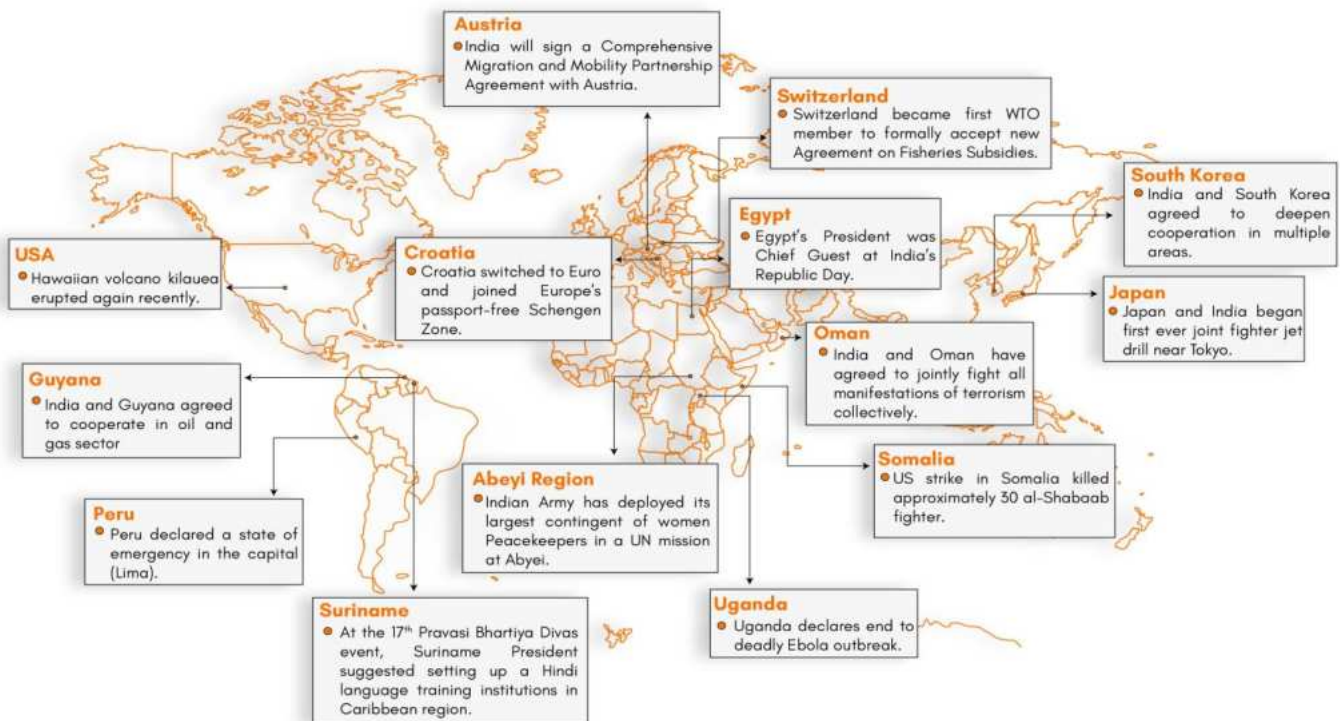 Austria
India will sign a Comprehensive
Migration and Mobility Partnership
Agreement with Austria.
Switzerland
Switzerland became first WTO
member to formally accept new
Agreement on Fisheries Subsidies.
South Korea
India and South Korea
agreed to deepen
cooperation in multiple
areas.
Egypt
Egypt's President was
Chief Guest at India's
Republic Day.
USA
Hawaiian volcano kilauea
erupted again recently.
Croatia
Croatia switched to Euro
and joined Europe's
passport-free Schengen
Zone.
Japan
Japan and India began
first ever joint fighter jet
drill near Tokyo.
Oman
India and Oman have
agreed to jointly fight all
manifestations of terrorism
collectively.
Guyana
India and Guyana agreed
to cooperate in oil and
gas sector
Somalia
US strike in Somalia killed
approximately 30 al-Shabaab
fighter.
Abeyi Region
Indian Army has deployed its
largest contingent of women
Peacekeepers in a UN mission
at Abyei.
Peru
Peru declared a state of
emergency in the capital
(Lima).
Uganda
Uganda declares end to
deadly Ebola outbreak.
Suriname
At the 17th Pravasi Bhartiya Divas
event, Suriname President
suggested setting up a Hindi
language training institutions in
Caribbean region.